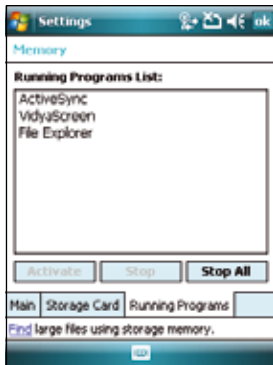 Settings ok
Memory
Running Programs List:
ActiveSync
VidyaScreen
File Explorer
Activate Stop Stop All
Main Storage Card Running Programs
Find large files using storage memory.